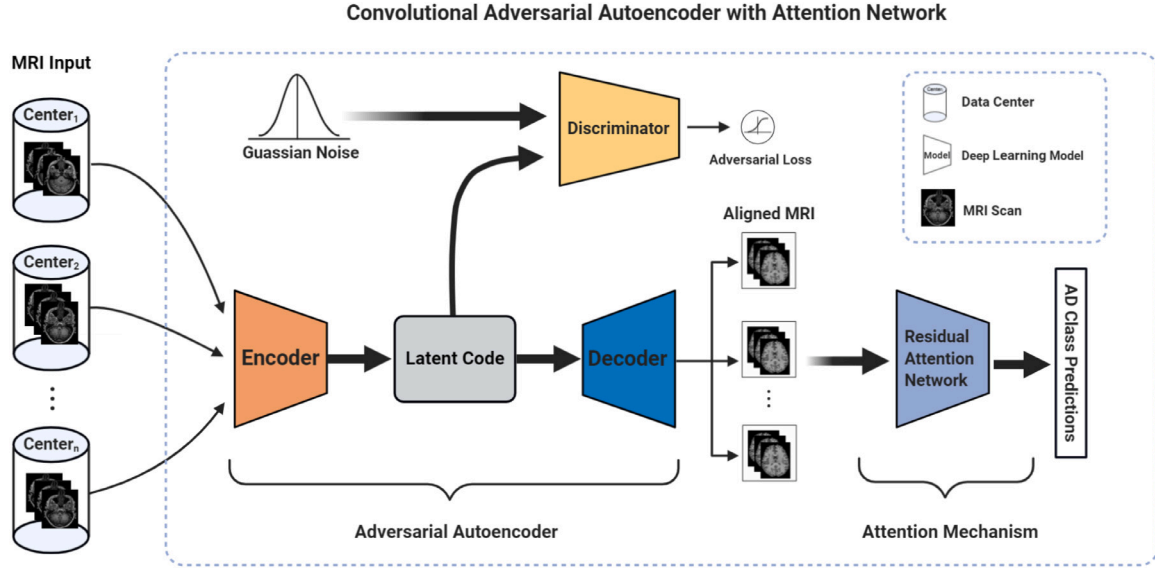 Convolutional Adversarial Autoencoder with Attention Network
MRI Input
Center1
Center2
Centern
Guassian Noise
Discriminator
Adversarial Loss
Center
Data Center
Model
Deep Learning Model
MRI Scan
Aligned MRI
Encoder
Latent Code
Decoder
Residual
Attention
Network
AD Class Predictions
Adversarial Autoencoder
Attention Mechanism